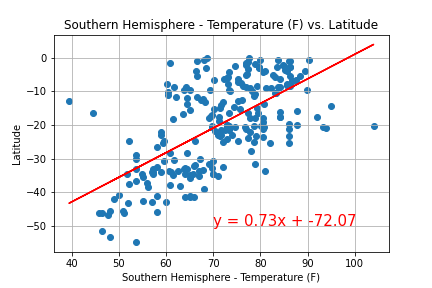 Southern Hemisphere - Temperature (F) vs. Latitude
0
−10
−20
−30
−40
−50
Latitude
y = 0.73x + -72.07
40 50 60 70 80 90 100
Southern Hemisphere - Temperature (F)